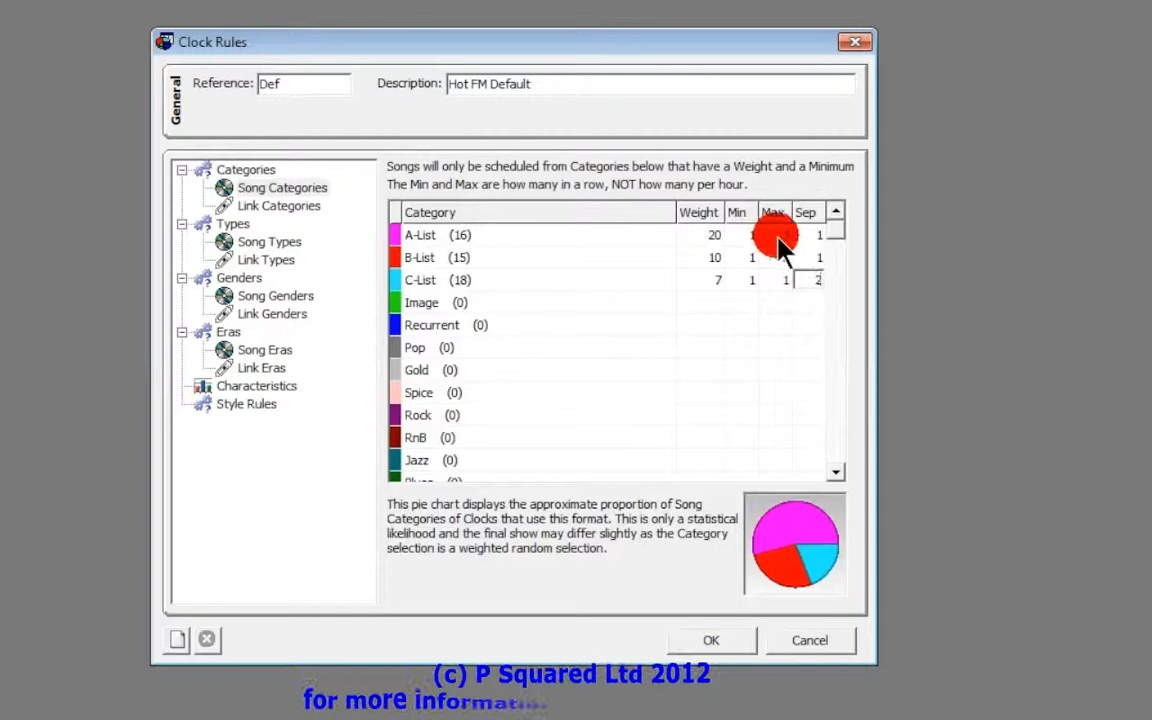 Clock Rules
General
Reference: Def Description: Hot FM Default
Categories
Song Categories
Link Categories
Types
Song Types
Link Types
Genders
Song Genders
Link Genders
Eras
Song Eras
Link Eras
Characteristics
Style Rules
Songs will only be scheduled from Categories below that have a Weight and a Minimum
The Min and Max are how many in a row, NOT how many per hour.
Category Weight Min Max Sep
A-List (16) 20 1 1
B-List (15) 10 1 1
C-List (18) 7 1 1 2
Image (0)
Recurrent (0)
Pop (0)
Gold (0)
Spice (0)
Rock (0)
RnB (0)
Jazz (0)
This pie chart displays the approximate proportion of Song
Categories of Clocks that use this format. This is only a statistical
likelihood and the final show may differ slightly as the Category
selection is a weighted random selection.
OK Cancel
(c) P Squared Ltd 2012
for more informat...